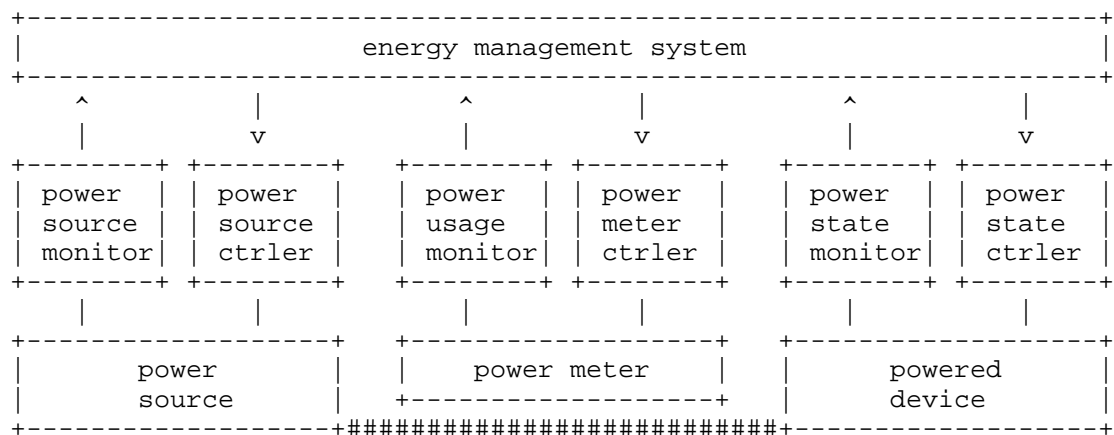 energy management system
power power power power power power
source source usage meter state state
monitor ctrler monitor ctrler monitor ctrler
power power meter powered
source device